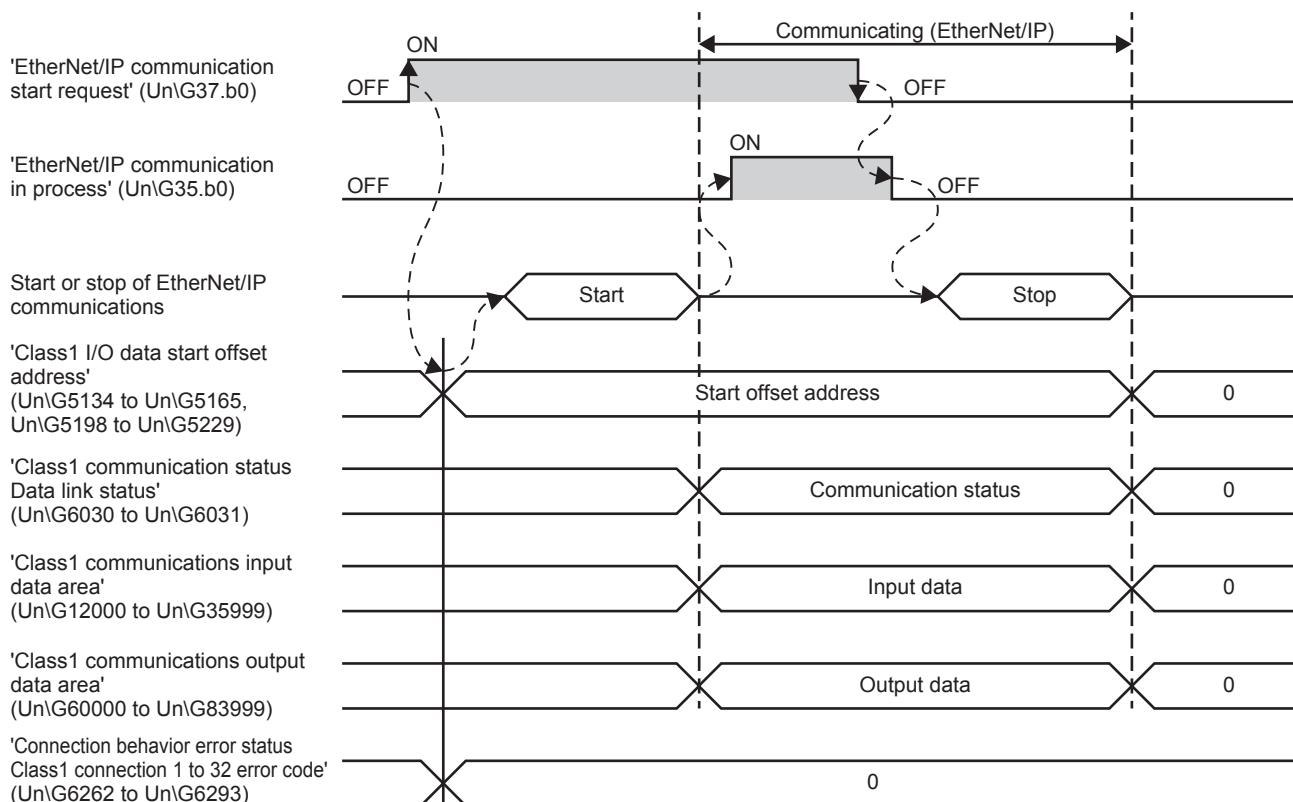 Communicating (EtherNet/IP)
'EtherNet/IP communication
start request' (Un\G37.b0)
OFF
ON
OFF
'EtherNet/IP communication
in process' (Un\G35.b0)
OFF
ON
OFF
Start or stop of EtherNet/IP
communications
Start
Stop
'Class1 I/O data start offset
address'
(Un\G5134 to Un\G5165,
Un\G5198 to Un\G5229)
Start offset address
0
'Class1 communication status
Data link status'
(Un\G6030 to Un\G6031)
Communication status
0
'Class1 communications input
data area'
(Un\G12000 to Un\G35999)
Input data
0
'Class1 communications output
data area'
(Un\G60000 to Un\G83999)
Output data
0
'Connection behavior error status
Class1 connection 1 to 32 error code'
(Un\G6262 to Un\G6293)
0